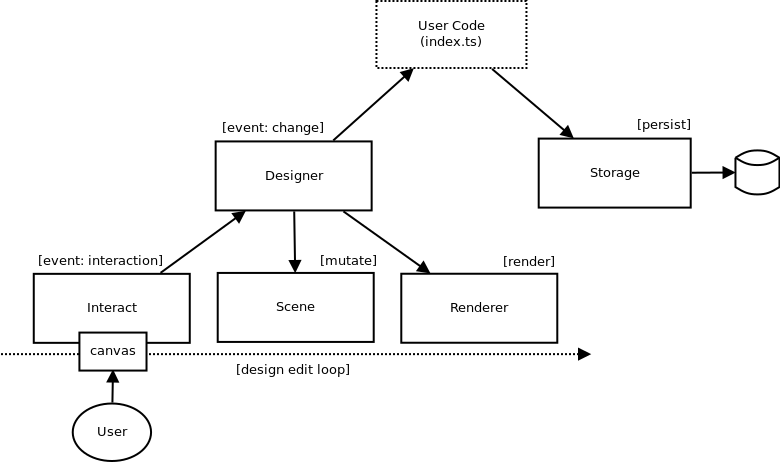 User Code
(index.ts)
[event: change]
[persist]
Designer
Storage
[event: interaction]
[mutate]
[render]
Interact
Scene
Renderer
canvas
[design edit loop]
User